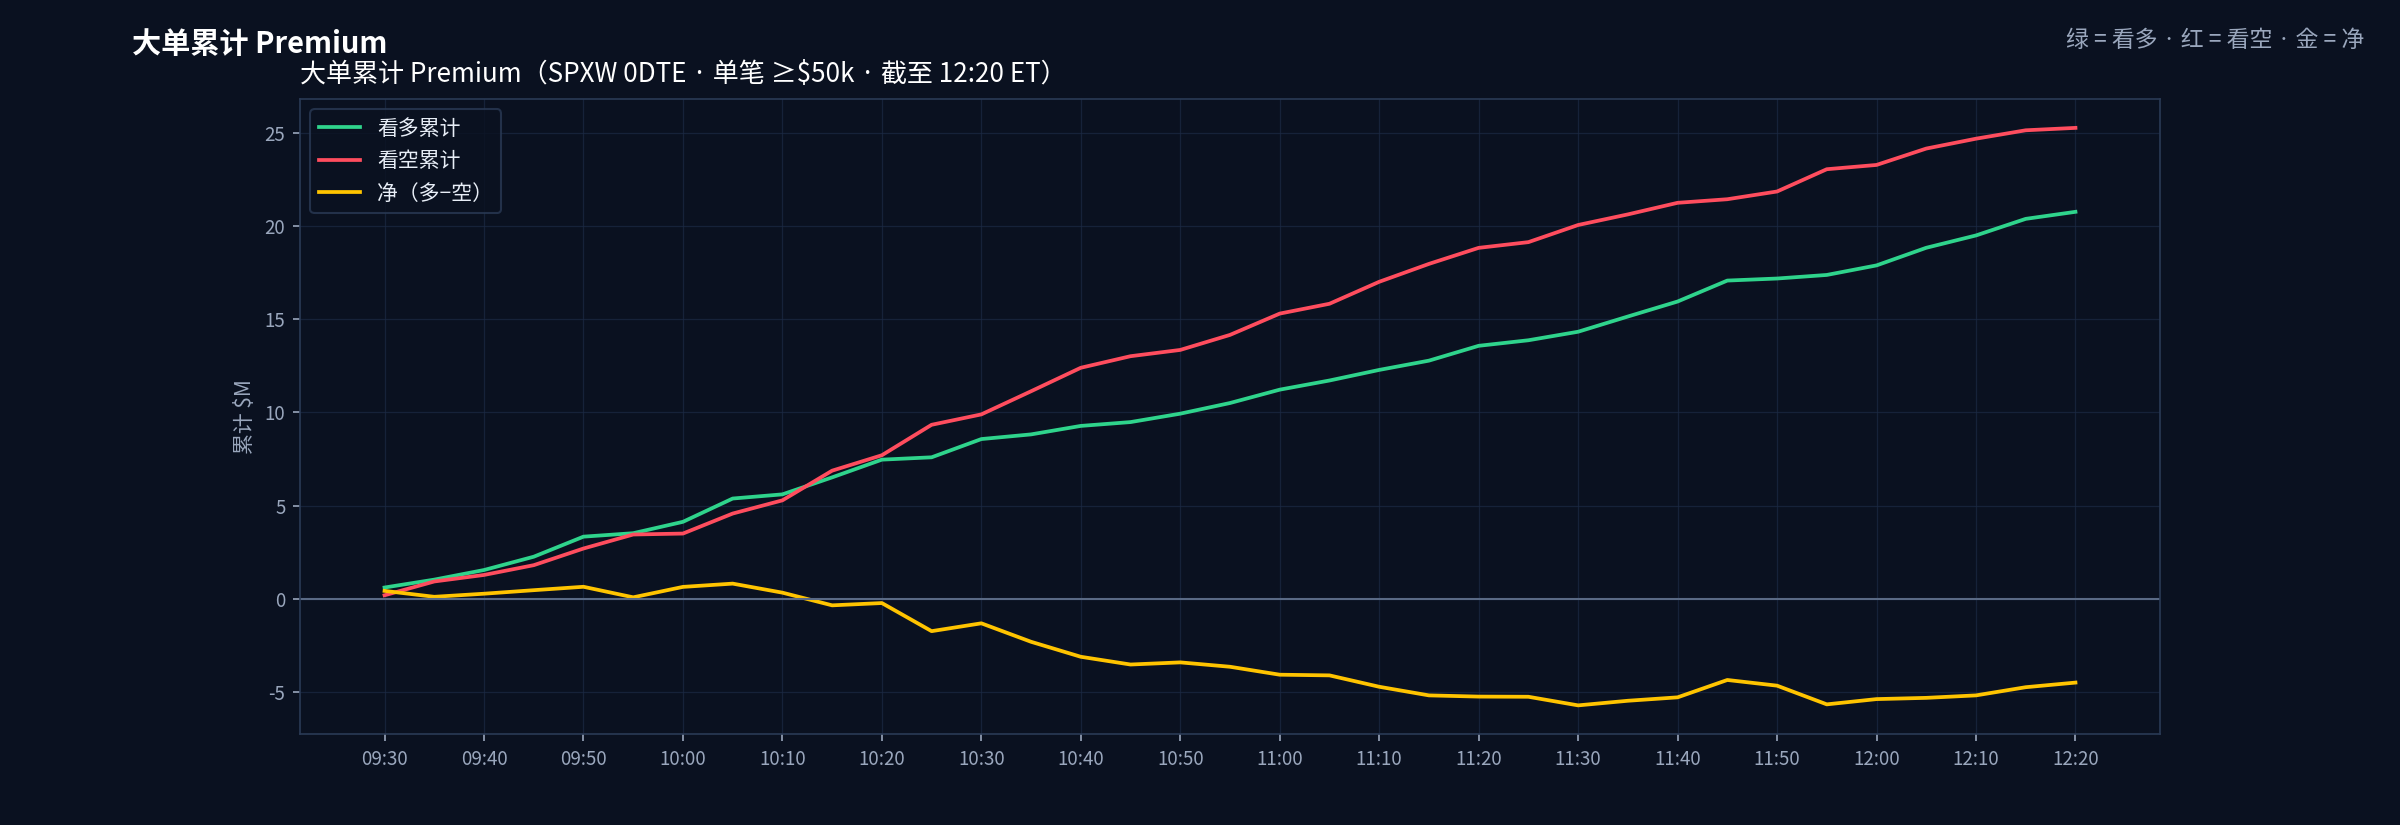 大单累计 Premium
绿 = 看多 · 红 = 看空 · 金 = 净
大单累计 Premium（SPXW 0DTE · 单笔 ≥$50k · 截至 12:20 ET）
看多累计
看空累计
净（多−空）
累计 $M
25
20
15
10
5
0
-5
09:30 09:40 09:50 10:00 10:10 10:20 10:30 10:40 10:50 11:00 11:10 11:20 11:30 11:40 11:50 12:00 12:10 12:20